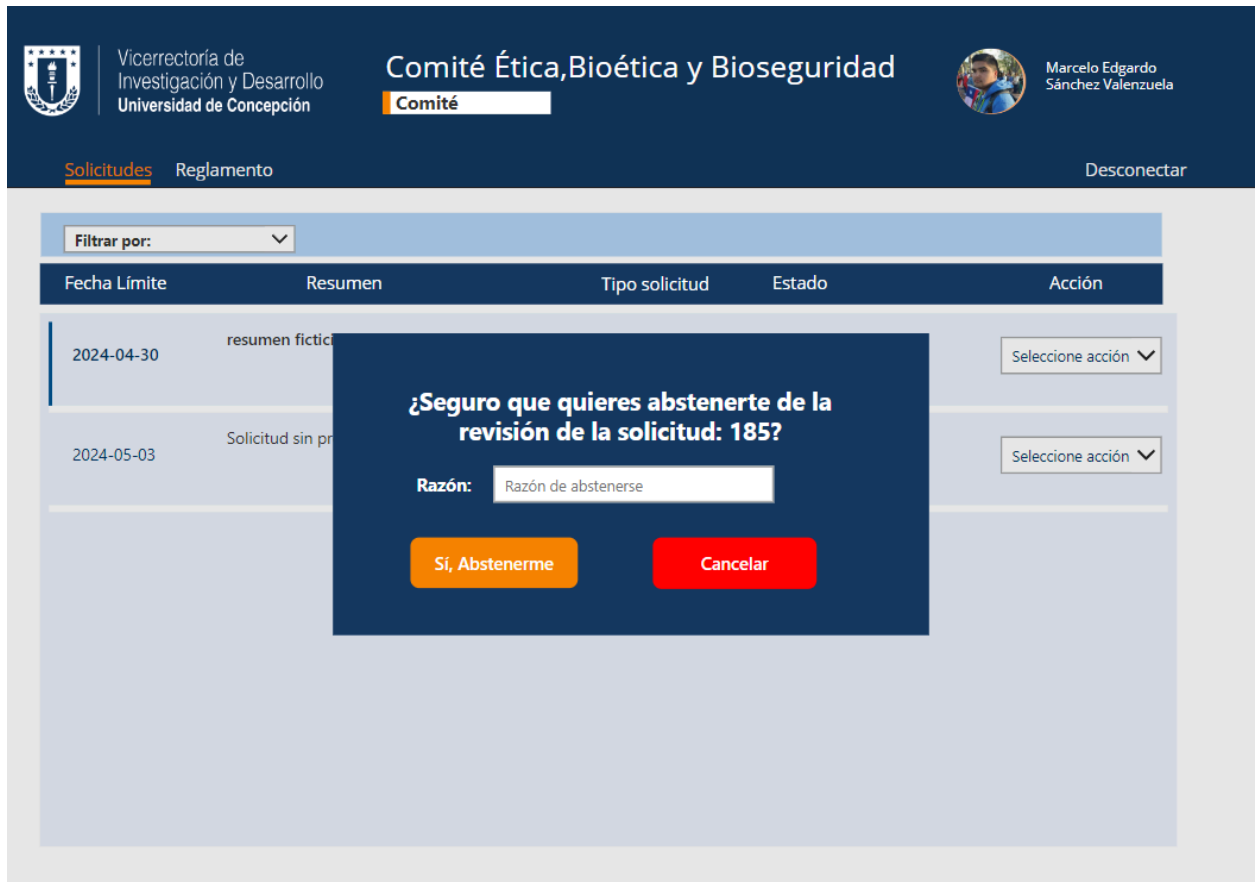 Vicerrectoría de
Investigación y Desarrollo
Universidad de Concepción
Comité Ética,Bioética y Bioseguridad
Comité
Marcelo Edgardo
Sánchez Valenzuela
Solicitudes Reglamento Desconectar
Filtrar por:
Fecha Límite Resumen Tipo solicitud Estado Acción
resumen fictici
2024-04-30 Seleccione acción
¿Seguro que quieres abstenerte de la
revisión de la solicitud: 185?
Solicitud sin pr
2024-05-03 Seleccione acción
Razón: Razón de abstenerse
Sí, Abstenerme Cancelar